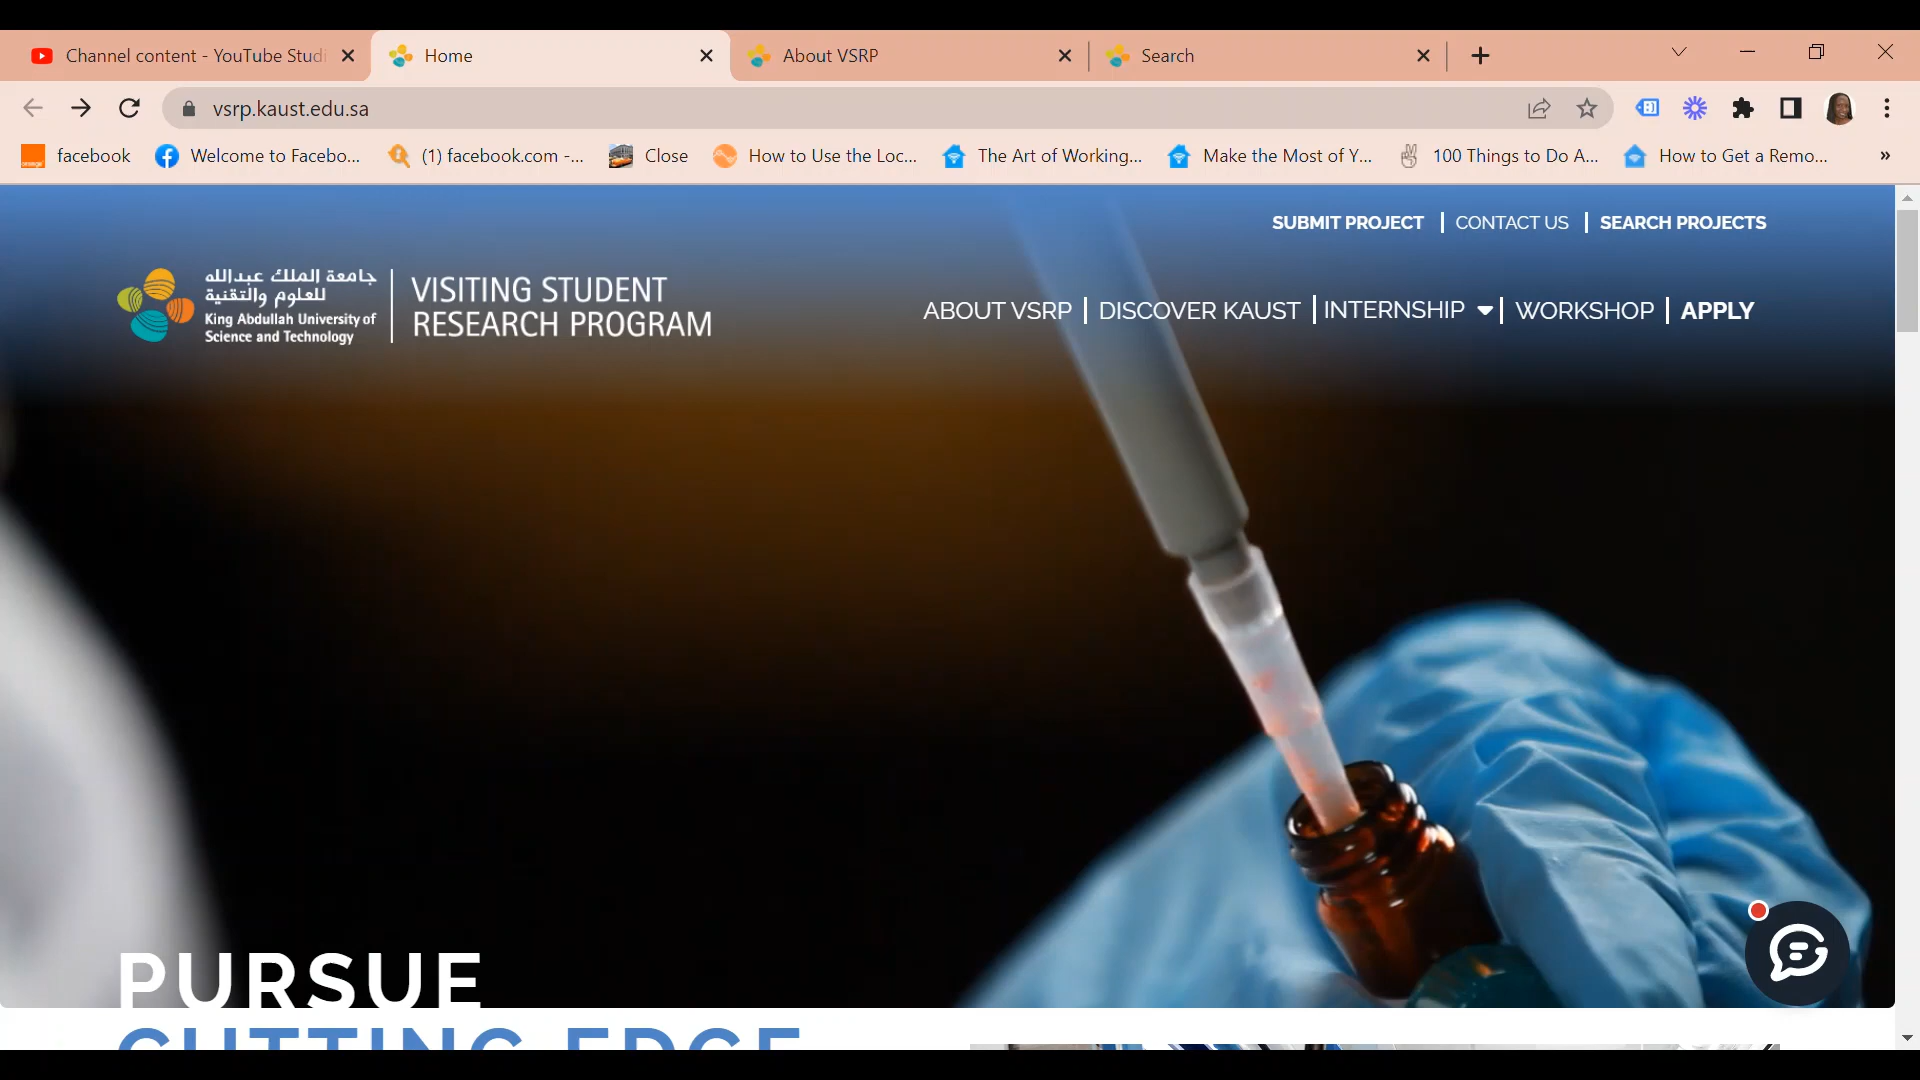 Channel content - YouTube Studi
Home
About VSRP
Search
vsrp.kaust.edu.sa
facebook
Welcome to Facebo...
(1) facebook.com -...
Close
How to Use the Loc...
The Art of Working...
Make the Most of Y...
100 Things to Do A...
How to Get a Remo...
SUBMIT PROJECT
CONTACT US
SEARCH PROJECTS
جامعة الملك عبدالله
للعلوم والتقنية
King Abdullah University of
Science and Technology
VISITING STUDENT
RESEARCH PROGRAM
ABOUT VSRP
DISCOVER KAUST
INTERNSHIP
WORKSHOP
APPLY
PURSUE
CUTTING EDGE